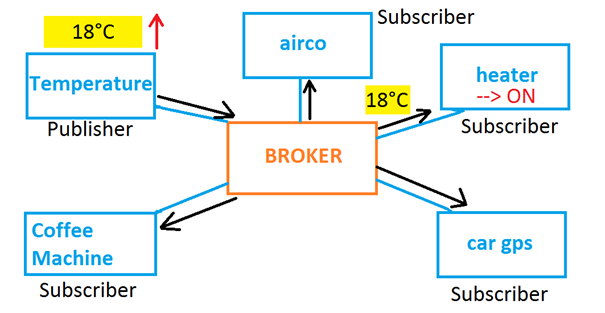 18°C
Subscriber
airco
Temperature
Publisher
18°C
heater
--> ON
Subscriber
BROKER
Coffee
Machine
Subscriber
car gps
Subscriber